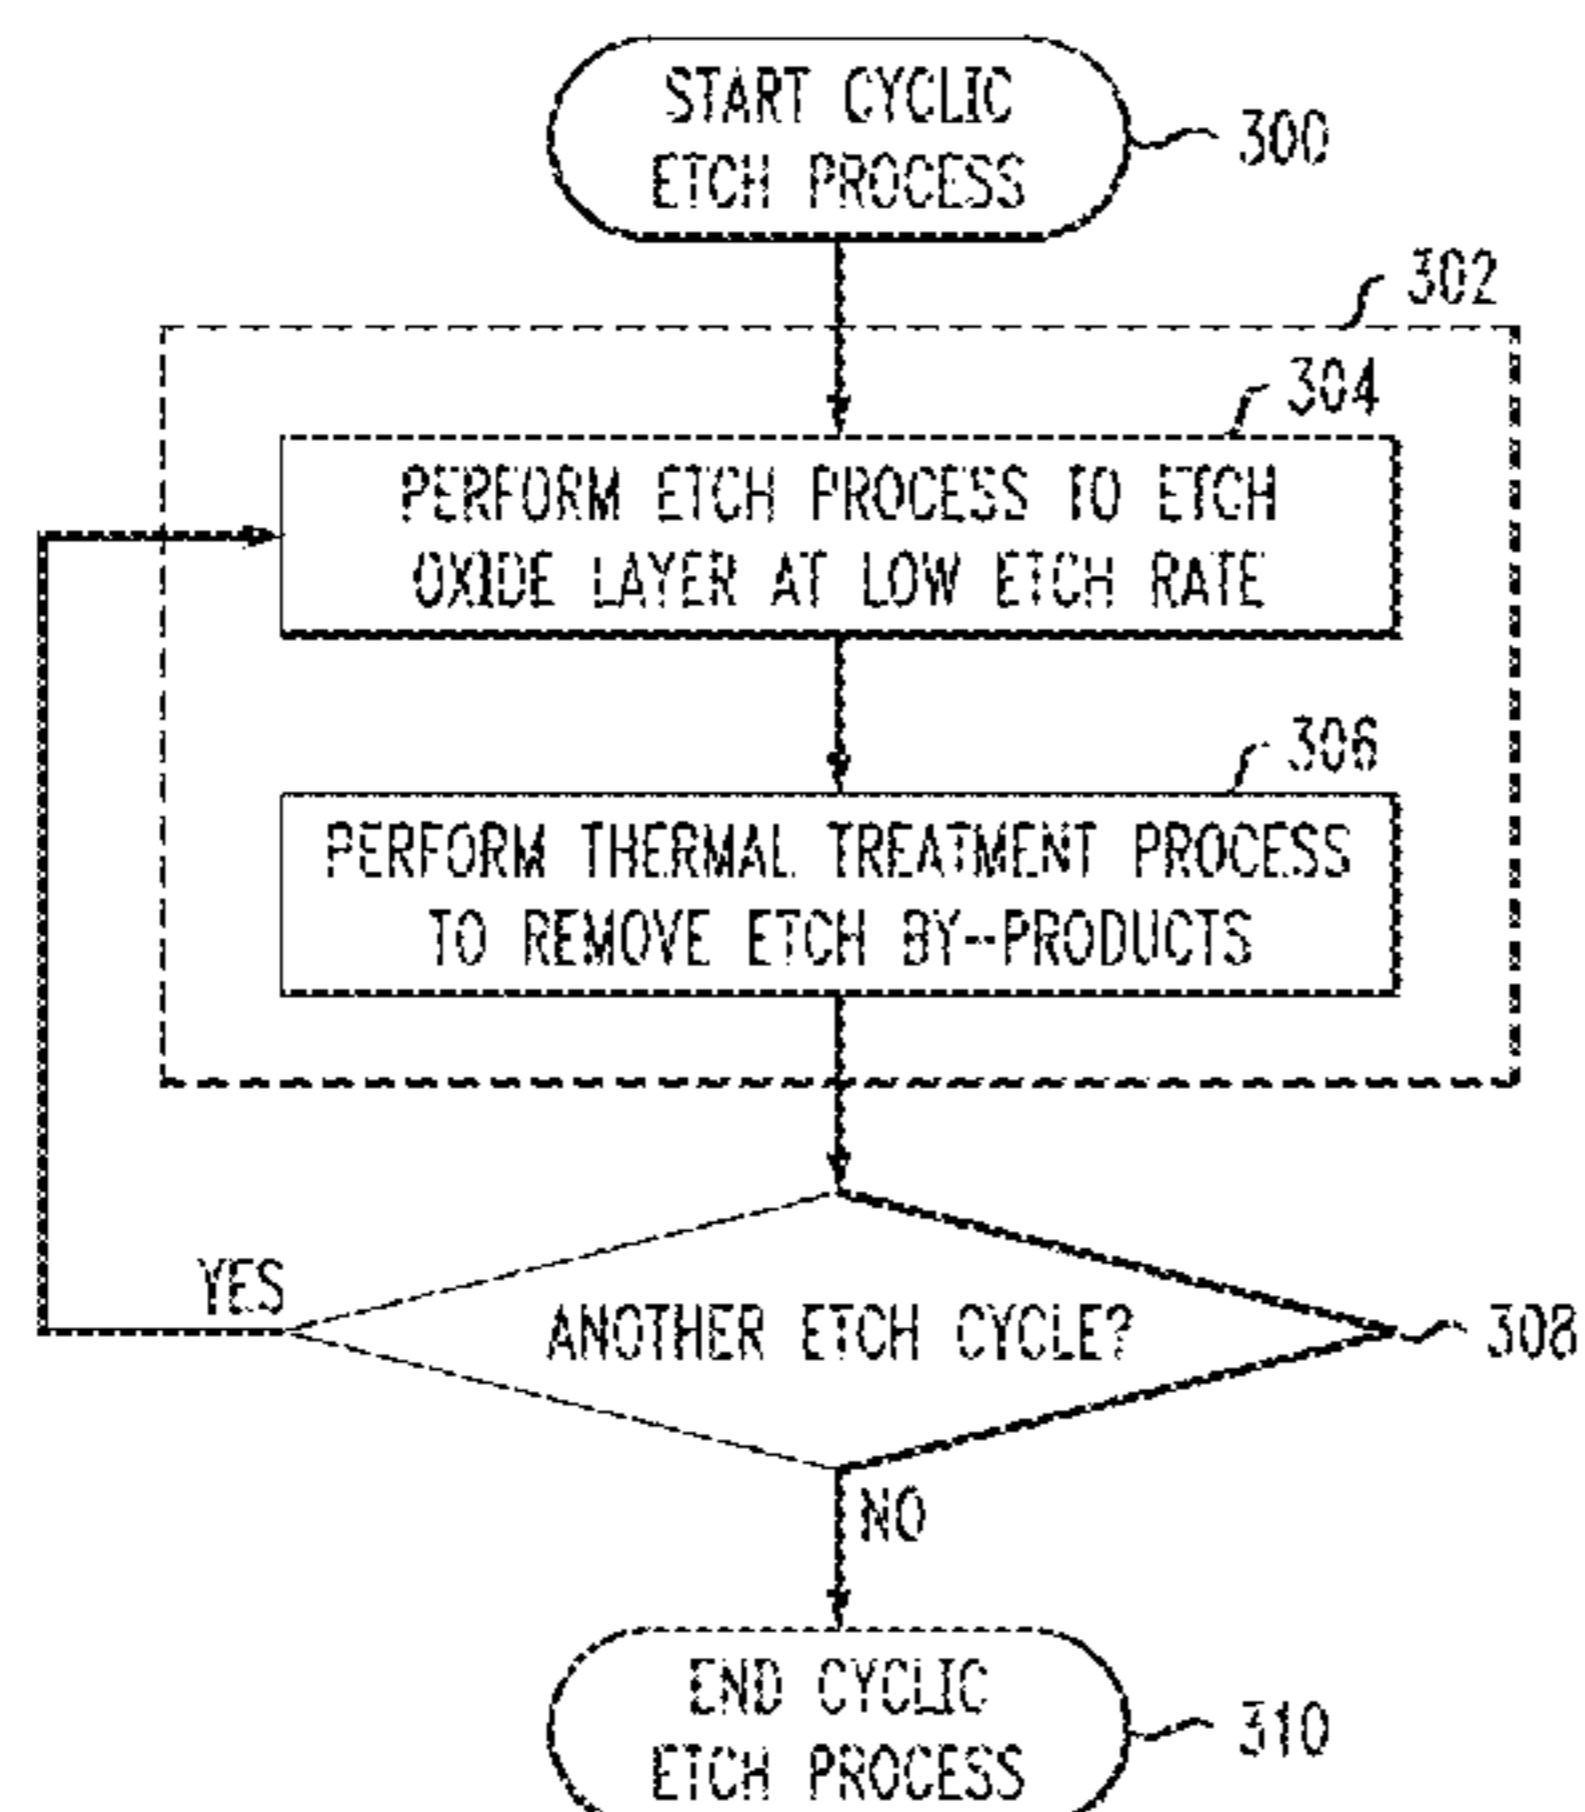 START CYCLIC
ETCH PROCESS
300
302
304
PERFORM ETCH PROCESS TO ETCH
OXIDE LAYER AT LOW ETCH RATE
306
PERFORM THERMAL TREATMENT PROCESS
TO REMOVE ETCH BY-PRODUCTS
YES
ANOTHER ETCH CYCLE?
308
NO
END CYCLIC
ETCH PROCESS
310